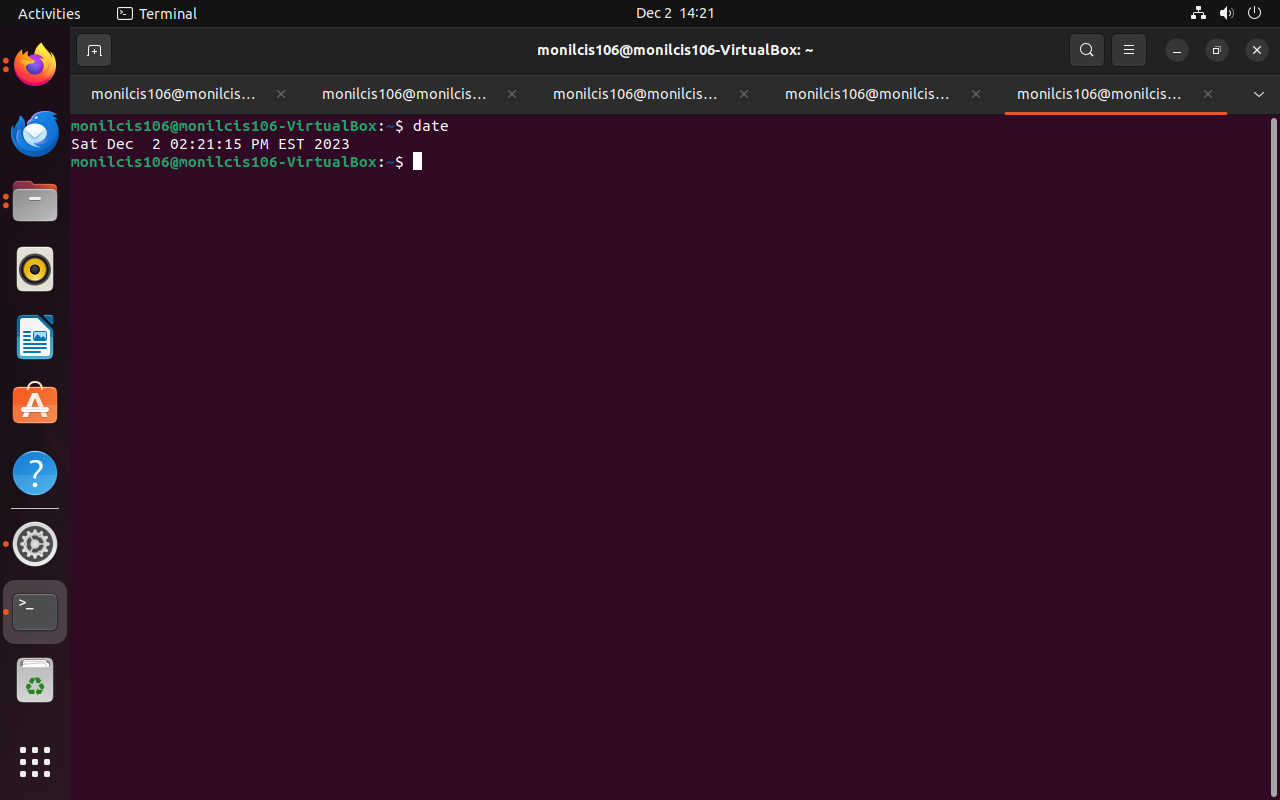 Activities Terminal Dec 2 14:21
monilcis106@monilcis106-VirtualBox: ~
monilcis106@monilcis… monilcis106@monilcis… monilcis106@monilcis… monilcis106@monilcis… monilcis106@monilcis…
monilcis106@monilcis106-VirtualBox:~$ date
Sat Dec  2 02:21:15 PM EST 2023
monilcis106@monilcis106-VirtualBox:~$